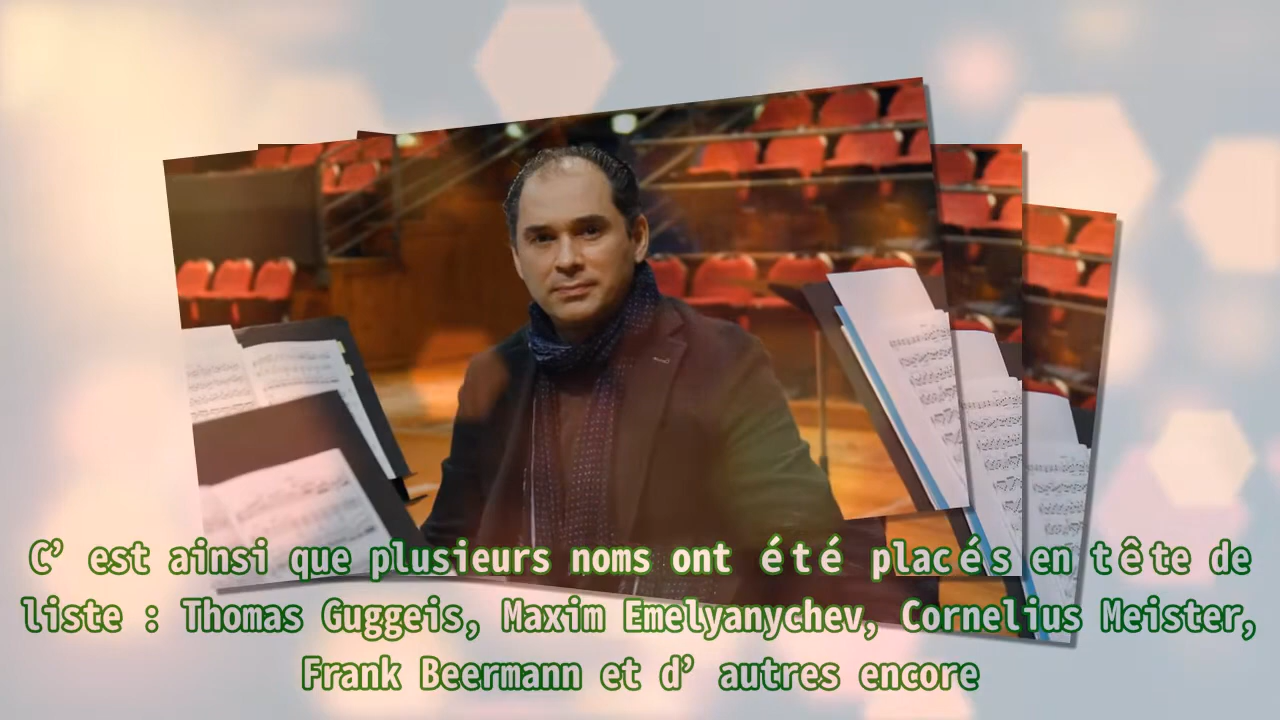 C’ est ainsi que plusieurs noms ont été placés en tête de
liste : Thomas Guggeis, Maxim Emelyanychev, Cornelius Meister,
Frank Beermann et d’ autres encore